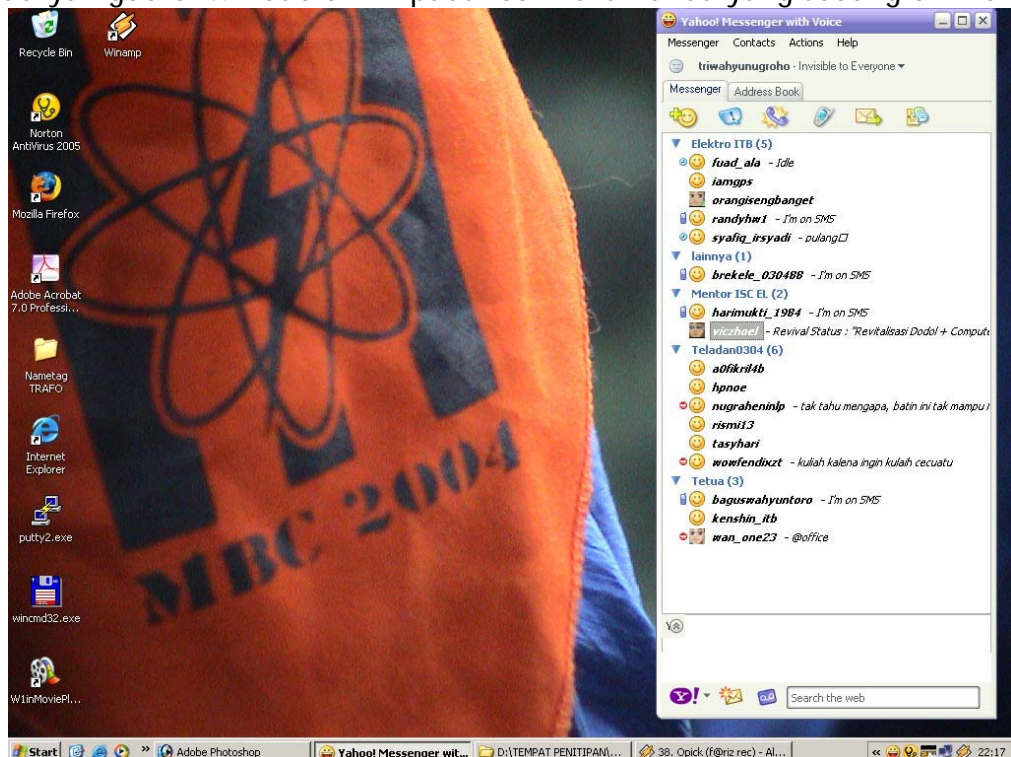 Yahoo! Messenger with Voice
Recycle Bin
Winamp
Messenger Contacts Actions Help
triwahyunugroho - Invisible to Everyone
Messenger Address Book
Norton
AntiVirus 2005
Elektro ITB (5)
fuad_ala - Idle
iamgps
Mozilla Firefox
orangisengbanget
randyhw1 - I'm on SMS
syafiq_irsyadi - pulang
lainnya (1)
brekele_030488 - I'm on SMS
Adobe Acrobat
7.0 Professi...
Mentor ISC EL (2)
harimukti_1984 - I'm on SMS
viczhoel - Revival Status : "Revitalisasi Dodol + Compute
Teladan0304 (6)
a0fikril4b
Nametag
TRAFO
hpnoe
nugraheninlp - tak tahu mengapa, batin ini tak mampu
rismi13
tasyhari
Internet
Explorer
wowfendixzt - kuliah kalena ingin kulaih cecuatu
Tetua (3)
baguswahyuntoro - I'm on SMS
kenshin_itb
putty2.exe
wan_one23 - @office
MBC 2004
wincmd32.exe
W1inMoviePl...
Y!
Search the web
Start
Adobe Photoshop
Yahoo! Messenger wit...
D:\TEMPAT PENITIPAN\...
38. Opick (f@riz rec) - Al...
22:17